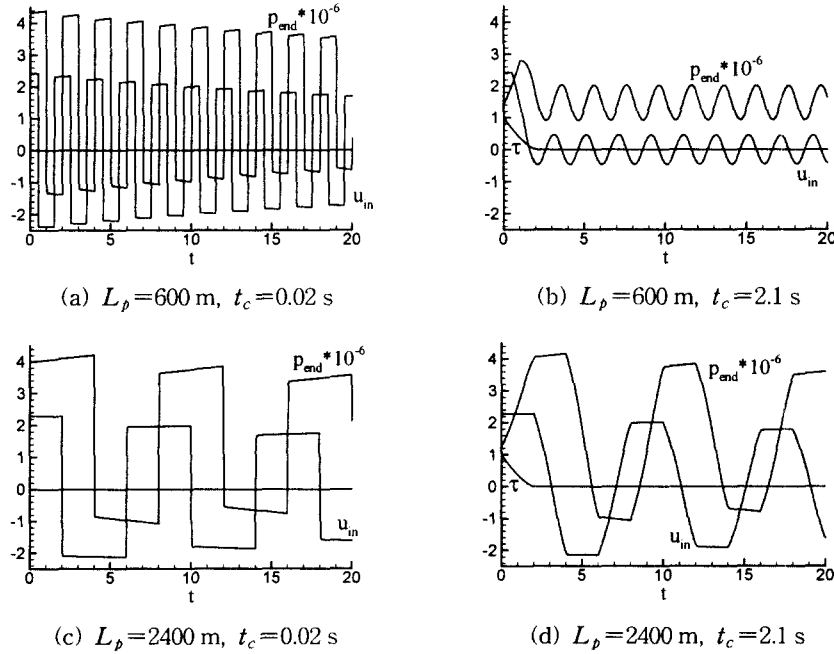 4
3
2
1
0
-1
-2
p_end*10^-6
u_in
0 5 10 15 20
t
(a) L_p=600 m, t_c=0.02 s
4
3
2
1
0
-1
-2
p_end*10^-6
τ
u_in
0 5 10 15 20
t
(b) L_p=600 m, t_c=2.1 s
4
3
2
1
0
-1
-2
p_end*10^-6
u_in
0 5 10 15 20
t
(c) L_p=2400 m, t_c=0.02 s
4
3
2
1
0
-1
-2
p_end*10^-6
τ
u_in
0 5 10 15 20
t
(d) L_p=2400 m, t_c=2.1 s